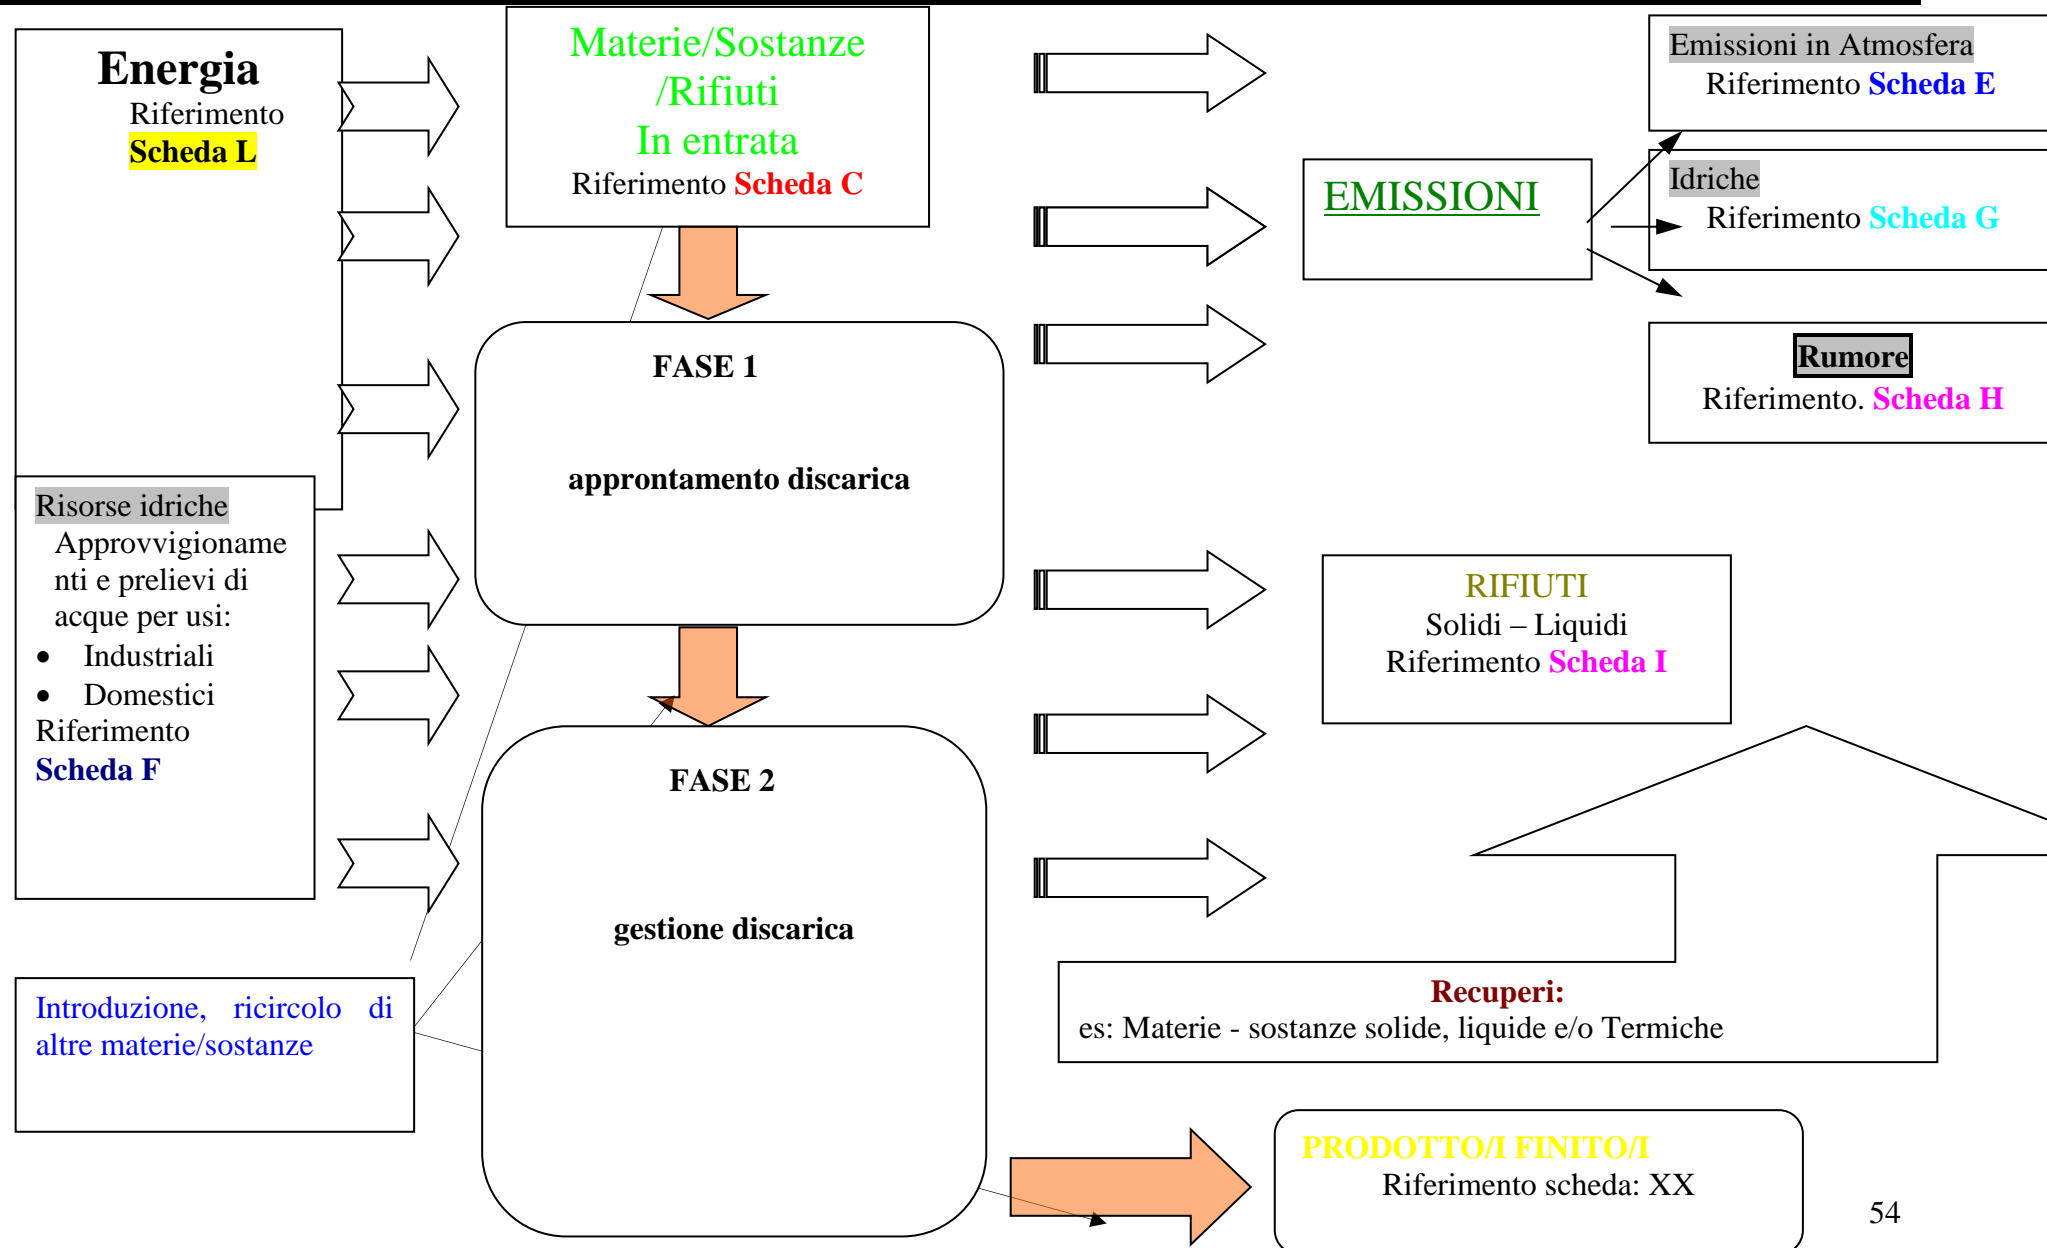 Energia
Riferimento
Scheda L
Materie/Sostanze
/Rifiuti
In entrata
Riferimento Scheda C
Emissioni in Atmosfera
Riferimento Scheda E
EMISSIONI
Idriche
Riferimento Scheda G
Rumore
Riferimento. Scheda H
FASE 1
approntamento discarica
Risorse idriche
Approvvigioname
nti e prelievi di
acque per usi:
• Industriali
• Domestici
Riferimento
Scheda F
RIFIUTI
Solidi – Liquidi
Riferimento Scheda I
FASE 2
gestione discarica
Introduzione, ricircolo di
altre materie/sostanze
Recuperi:
es: Materie - sostanze solide, liquide e/o Termiche
PRODOTTO/I FINITO/I
Riferimento scheda: XX
54